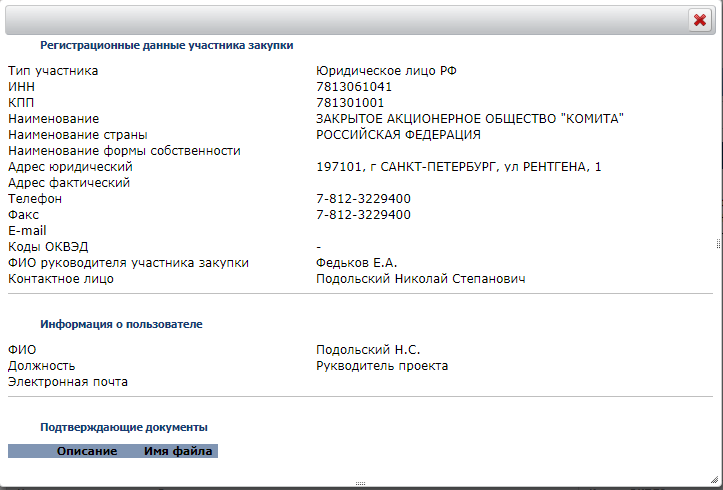 Регистрационные данные участника закупки
Тип участника Юридическое лицо РФ
ИНН 7813061041
КПП 781301001
Наименование ЗАКРЫТОЕ АКЦИОНЕРНОЕ ОБЩЕСТВО "КОМИТА"
Наименование страны РОССИЙСКАЯ ФЕДЕРАЦИЯ
Наименование формы собственности
Адрес юридический 197101, г САНКТ-ПЕТЕРБУРГ, ул РЕНТГЕНА, 1
Адрес фактический
Телефон 7-812-3229400
Факс 7-812-3229400
E-mail
Коды ОКВЭД -
ФИО руководителя участника закупки Федьков Е.А.
Контактное лицо Подольский Николай Степанович
Информация о пользователе
ФИО Подольский Н.С.
Должность Рукводитель проекта
Электронная почта
Подтверждающие документы
Описание Имя файла